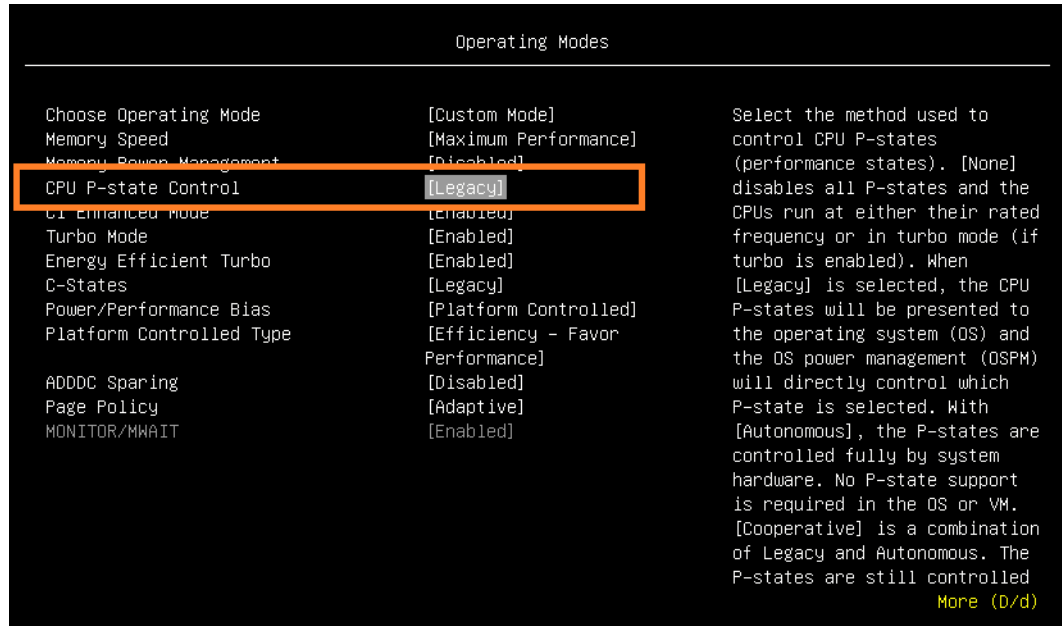 Operating Modes
Choose Operating Mode [Custom Mode]
Memory Speed [Maximum Performance]
Memory Power Management [Disabled]
CPU P-state Control [Legacy]
C1 Enhanced Mode [Enabled]
Turbo Mode [Enabled]
Energy Efficient Turbo [Enabled]
C-States [Legacy]
Power/Performance Bias [Platform Controlled]
Platform Controlled Type [Efficiency - Favor
Performance]
ADDDC Sparing [Disabled]
Page Policy [Adaptive]
MONITOR/MWAIT [Enabled]
Select the method used to
control CPU P-states
(performance states). [None]
disables all P-states and the
CPUs run at either their rated
frequency or in turbo mode (if
turbo is enabled). When
[Legacy] is selected, the CPU
P-states will be presented to
the operating system (OS) and
the OS power management (OSPM)
will directly control which
P-state is selected. With
[Autonomous], the P-states are
controlled fully by system
hardware. No P-state support
is required in the OS or VM.
[Cooperative] is a combination
of Legacy and Autonomous. The
P-states are still controlled
More (D/d)